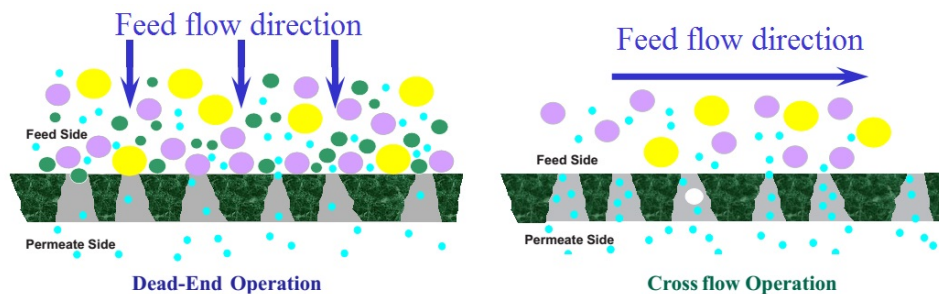 Feed flow direction
Feed Side
Permeate Side
Dead-End Operation
Feed flow direction
Feed Side
Permeate Side
Cross flow Operation